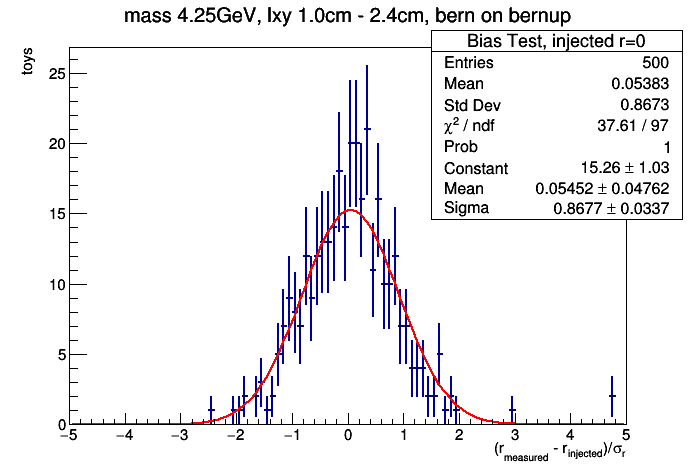 mass 4.25GeV, lxy 1.0cm - 2.4cm, bern on bernup
Bias Test, injected r=0
Entries 500
Mean 0.05383
Std Dev 0.8673
χ² / ndf 37.61 / 97
Prob 1
Constant 15.26 ± 1.03
Mean 0.05452 ± 0.04762
Sigma 0.8677 ± 0.0337
toys
25
20
15
10
5
0
−5 −4 −3 −2 −1 0 1 2 3 4 5
(r_measured - r_injected)/σ_r